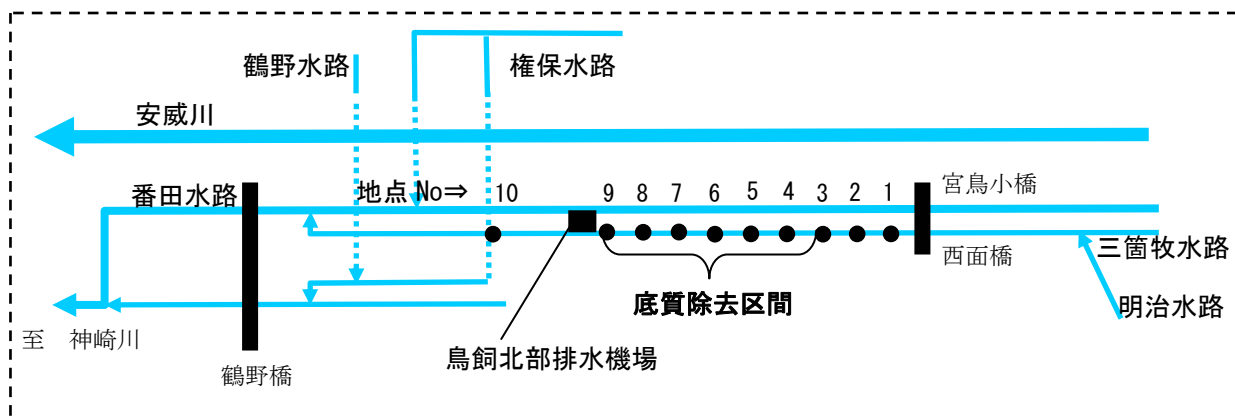 鶴野水路
権保水路
安威川
番田水路
地点 No⇒
10 9 8 7 6 5 4 3 2 1
宮鳥小橋
西面橋
三箇牧水路
底質除去区間
明治水路
至 神崎川
鳥飼北部排水機場
鶴野橋